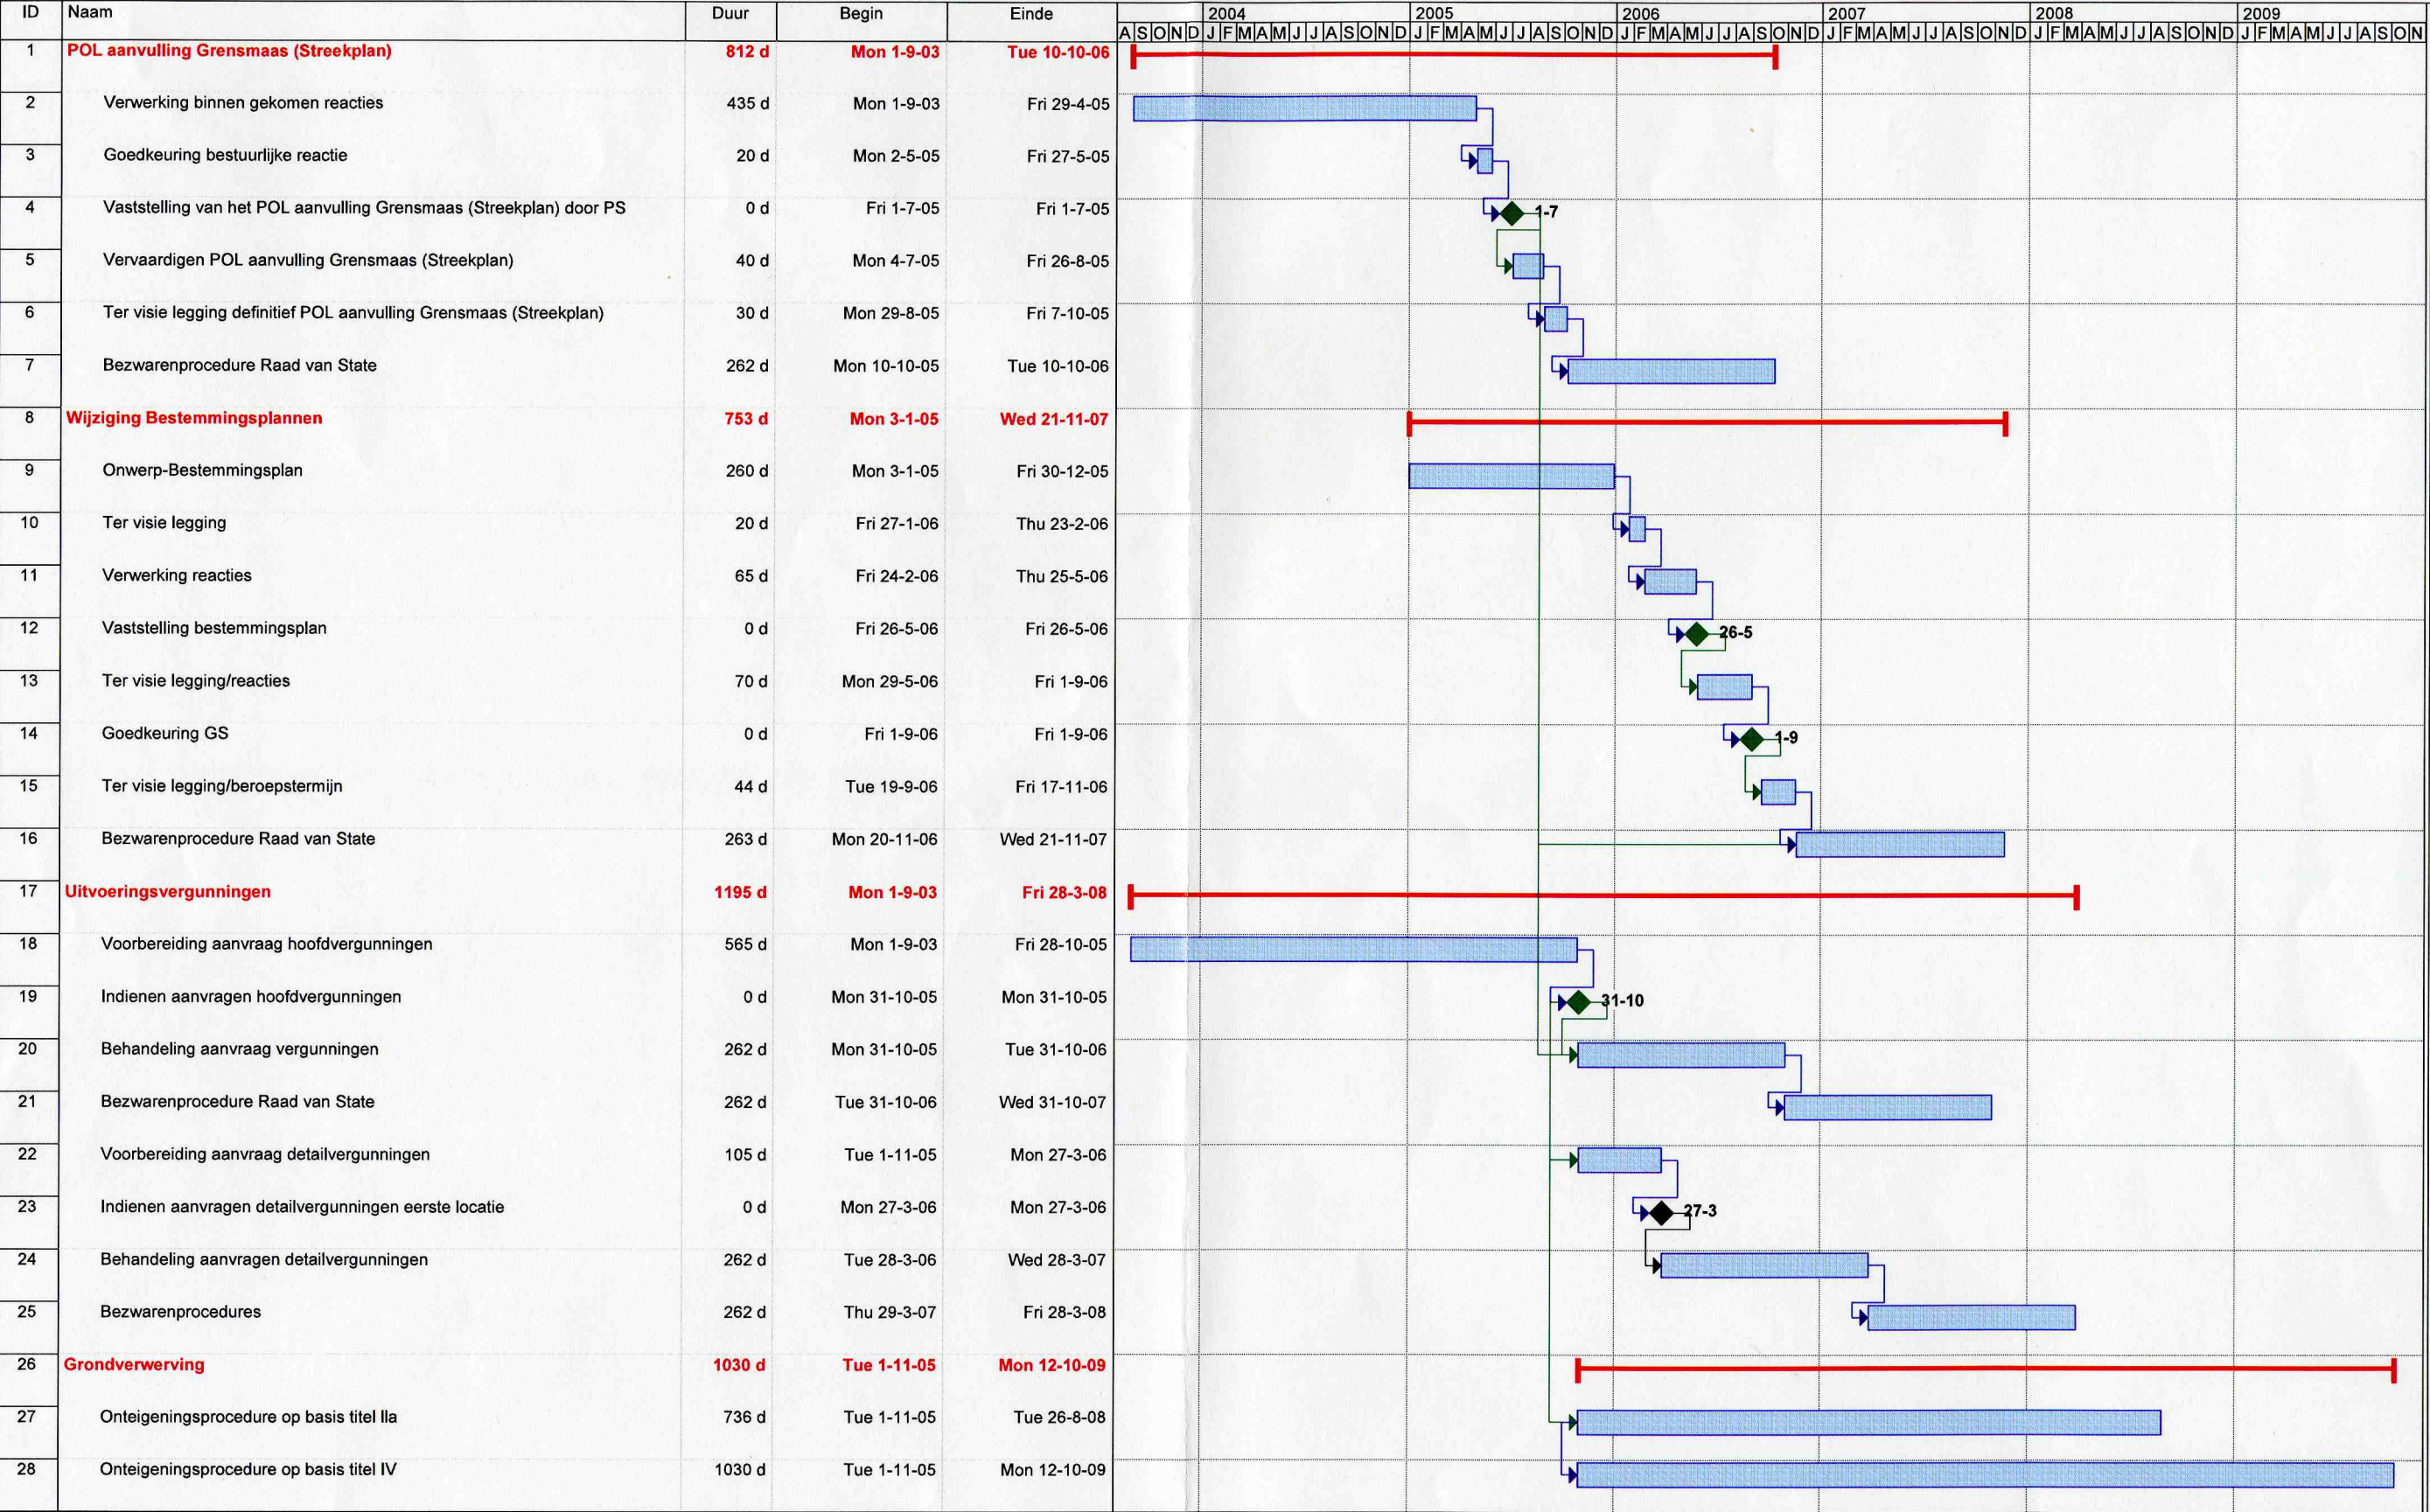 ID Naam Duur Begin Einde 2004 2005 2006 2007 2008 2009
A S O N D J F M A M J J A S O N D J F M A M J J A S O N D J F M A M J J A S O N D J F M A M J J A S O N D J F M A M J J A S O N D J F M A M J J A S O N
1 POL aanvulling Grensmaas (Streekplan) 812 d Mon 1-9-03 Tue 10-10-06
2 Verwerking binnen gekomen reacties 435 d Mon 1-9-03 Fri 29-4-05
3 Goedkeuring bestuurlijke reactie 20 d Mon 2-5-05 Fri 27-5-05
4 Vaststelling van het POL aanvulling Grensmaas (Streekplan) door PS 0 d Fri 1-7-05 Fri 1-7-05 1-7
5 Vervaardigen POL aanvulling Grensmaas (Streekplan) 40 d Mon 4-7-05 Fri 26-8-05
6 Ter visie legging definitief POL aanvulling Grensmaas (Streekplan) 30 d Mon 29-8-05 Fri 7-10-05
7 Bezwarenprocedure Raad van State 262 d Mon 10-10-05 Tue 10-10-06
8 Wijziging Bestemmingsplannen 753 d Mon 3-1-05 Wed 21-11-07
9 Onwerp-Bestemmingsplan 260 d Mon 3-1-05 Fri 30-12-05
10 Ter visie legging 20 d Fri 27-1-06 Thu 23-2-06
11 Verwerking reacties 65 d Fri 24-2-06 Thu 25-5-06
12 Vaststelling bestemmingsplan 0 d Fri 26-5-06 Fri 26-5-06 26-5
13 Ter visie legging/reacties 70 d Mon 29-5-06 Fri 1-9-06
14 Goedkeuring GS 0 d Fri 1-9-06 Fri 1-9-06 1-9
15 Ter visie legging/beroepstermijn 44 d Tue 19-9-06 Fri 17-11-06
16 Bezwarenprocedure Raad van State 263 d Mon 20-11-06 Wed 21-11-07
17 Uitvoeringsvergunningen 1195 d Mon 1-9-03 Fri 28-3-08
18 Voorbereiding aanvraag hoofdvergunningen 565 d Mon 1-9-03 Fri 28-10-05
19 Indienen aanvragen hoofdvergunningen 0 d Mon 31-10-05 Mon 31-10-05 31-10
20 Behandeling aanvraag vergunningen 262 d Mon 31-10-05 Tue 31-10-06
21 Bezwarenprocedure Raad van State 262 d Tue 31-10-06 Wed 31-10-07
22 Voorbereiding aanvraag detailvergunningen 105 d Tue 1-11-05 Mon 27-3-06
23 Indienen aanvragen detailvergunningen eerste locatie 0 d Mon 27-3-06 Mon 27-3-06 27-3
24 Behandeling aanvragen detailvergunningen 262 d Tue 28-3-06 Wed 28-3-07
25 Bezwarenprocedures 262 d Thu 29-3-07 Fri 28-3-08
26 Grondverwerving 1030 d Tue 1-11-05 Mon 12-10-09
27 Onteigeningsprocedure op basis titel IIa 736 d Tue 1-11-05 Tue 26-8-08
28 Onteigeningsprocedure op basis titel IV 1030 d Tue 1-11-05 Mon 12-10-09